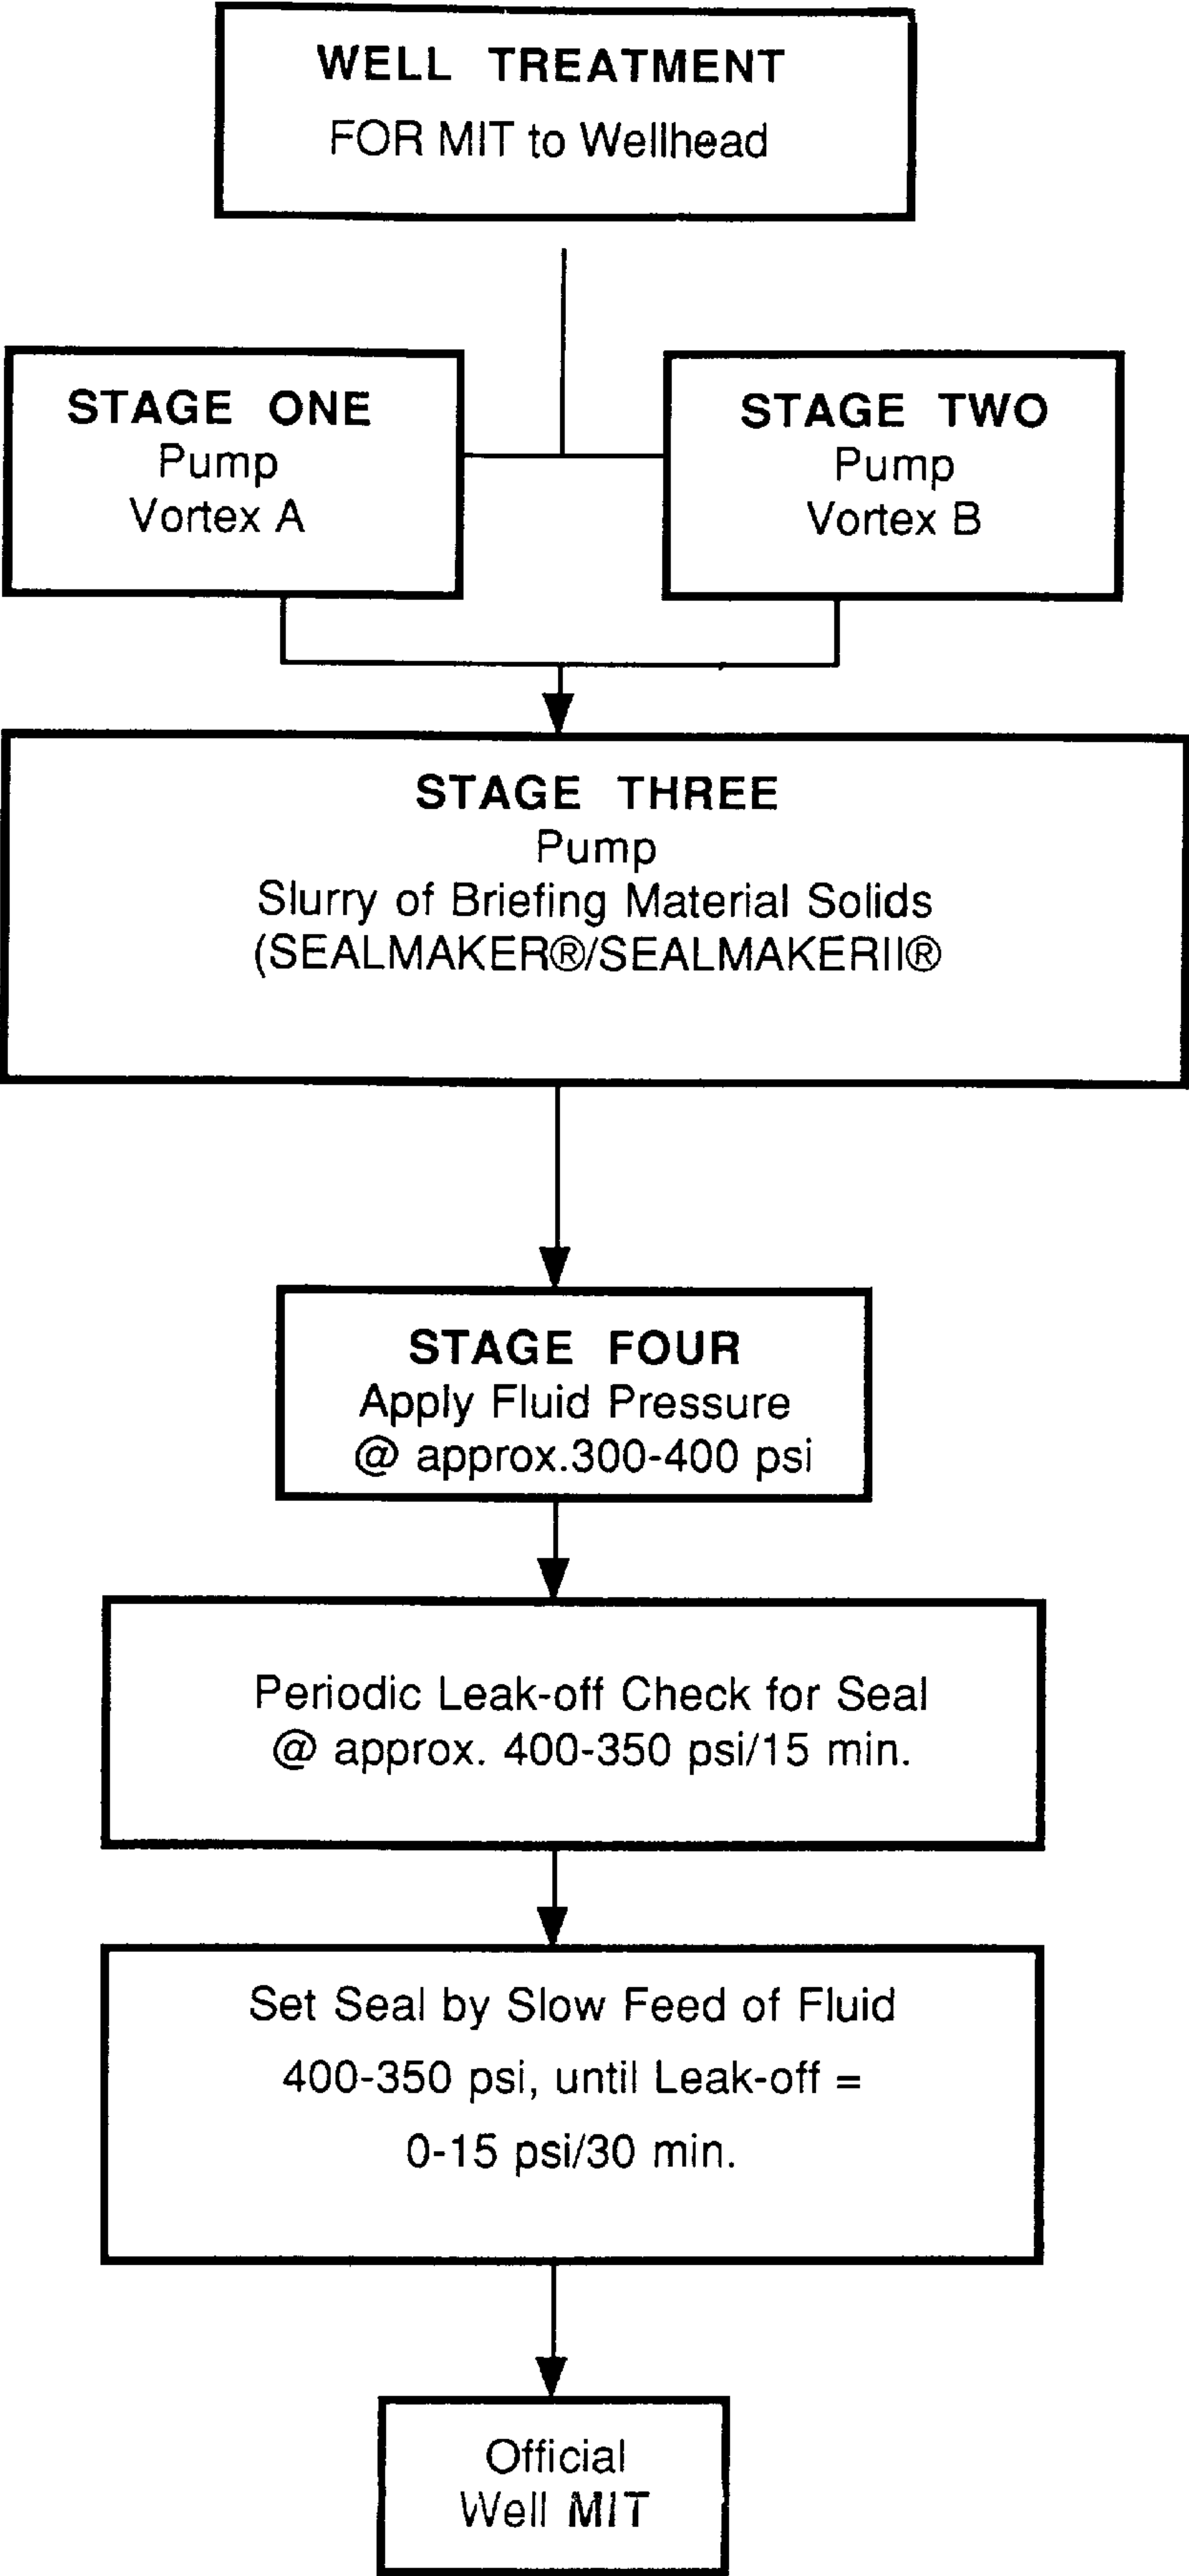 WELL TREATMENT
FOR MIT to Wellhead
STAGE ONE
Pump
Vortex A
STAGE TWO
Pump
Vortex B
STAGE THREE
Pump
Slurry of Briefing Material Solids
(SEALMAKER®/SEALMAKERII®
STAGE FOUR
Apply Fluid Pressure
@ approx.300-400 psi
Periodic Leak-off Check for Seal
@ approx. 400-350 psi/15 min.
Set Seal by Slow Feed of Fluid
400-350 psi, until Leak-off =
0-15 psi/30 min.
Official
Well MIT